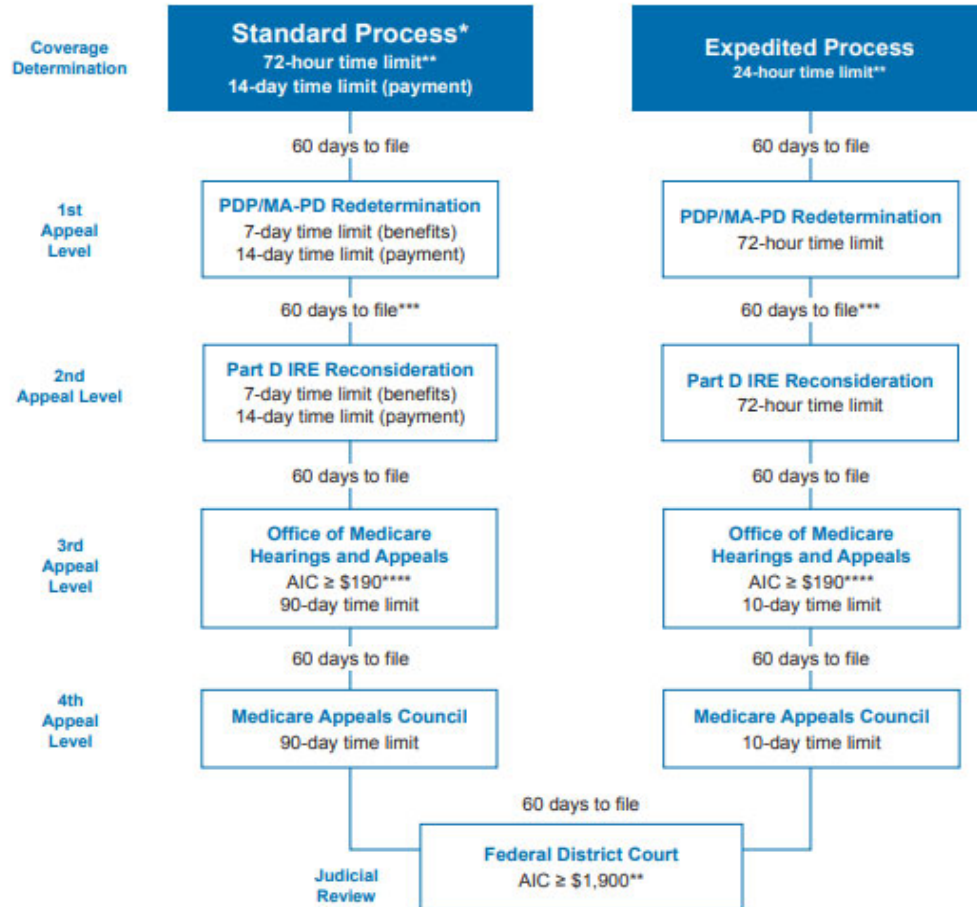 Coverage
Determination
Standard Process*
72-hour time limit**
14-day time limit (payment)
Expedited Process
24-hour time limit**
60 days to file
60 days to file
1st
Appeal
Level
PDP/MA-PD Redetermination
7-day time limit (benefits)
14-day time limit (payment)
PDP/MA-PD Redetermination
72-hour time limit
60 days to file***
60 days to file***
2nd
Appeal Level
Part D IRE Reconsideration
7-day time limit (benefits)
14-day time limit (payment)
Part D IRE Reconsideration
72-hour time limit
60 days to file
60 days to file
3rd
Appeal
Level
Office of Medicare
Hearings and Appeals
AIC ≥ $190****
90-day time limit
Office of Medicare
Hearings and Appeals
AIC ≥ $190****
10-day time limit
60 days to file
60 days to file
4th
Appeal
Level
Medicare Appeals Council
90-day time limit
Medicare Appeals Council
10-day time limit
60 days to file
Judicial
Review
Federal District Court
AIC ≥ $1,900**